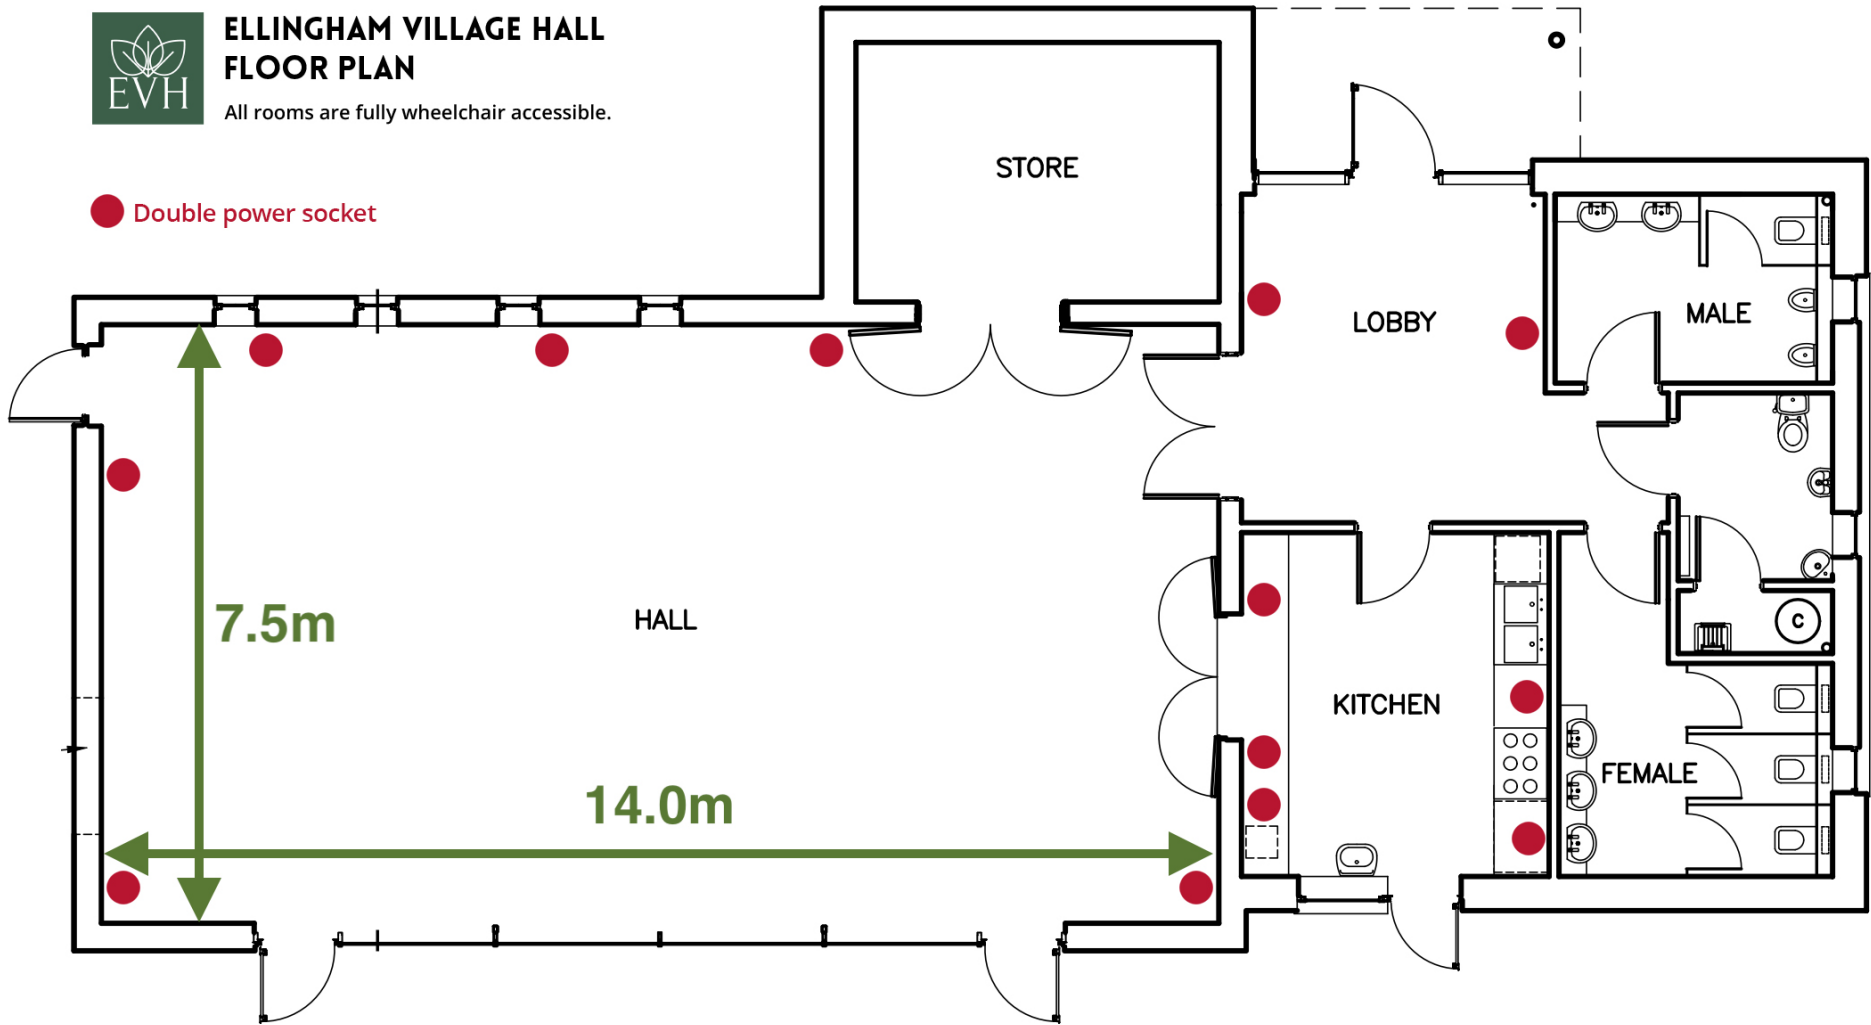 ELLINGHAM VILLAGE HALL
FLOOR PLAN
EVH
All rooms are fully wheelchair accessible.
Double power socket
STORE
LOBBY
MALE
HALL
7.5m
14.0m
KITCHEN
FEMALE
C